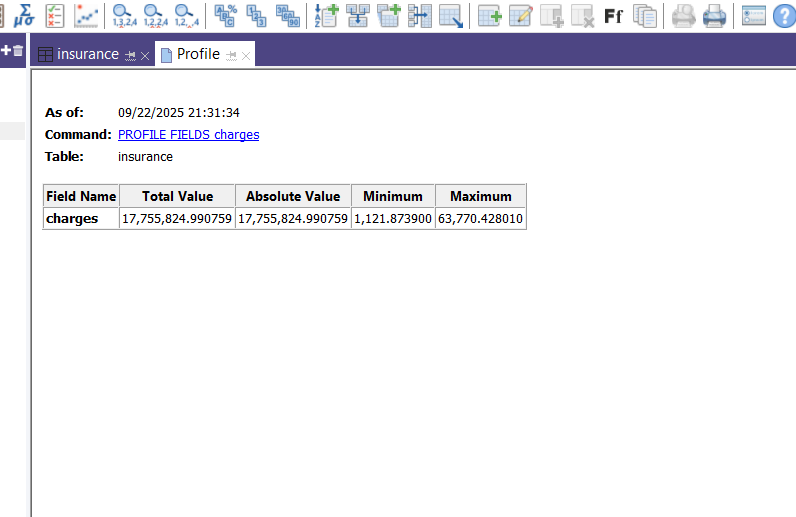 insurance
Profile
As of: 09/22/2025 21:31:34
Command: PROFILE FIELDS charges
Table: insurance
Field Name Total Value Absolute Value Minimum Maximum
charges 17,755,824.990759 17,755,824.990759 1,121.873900 63,770.428010